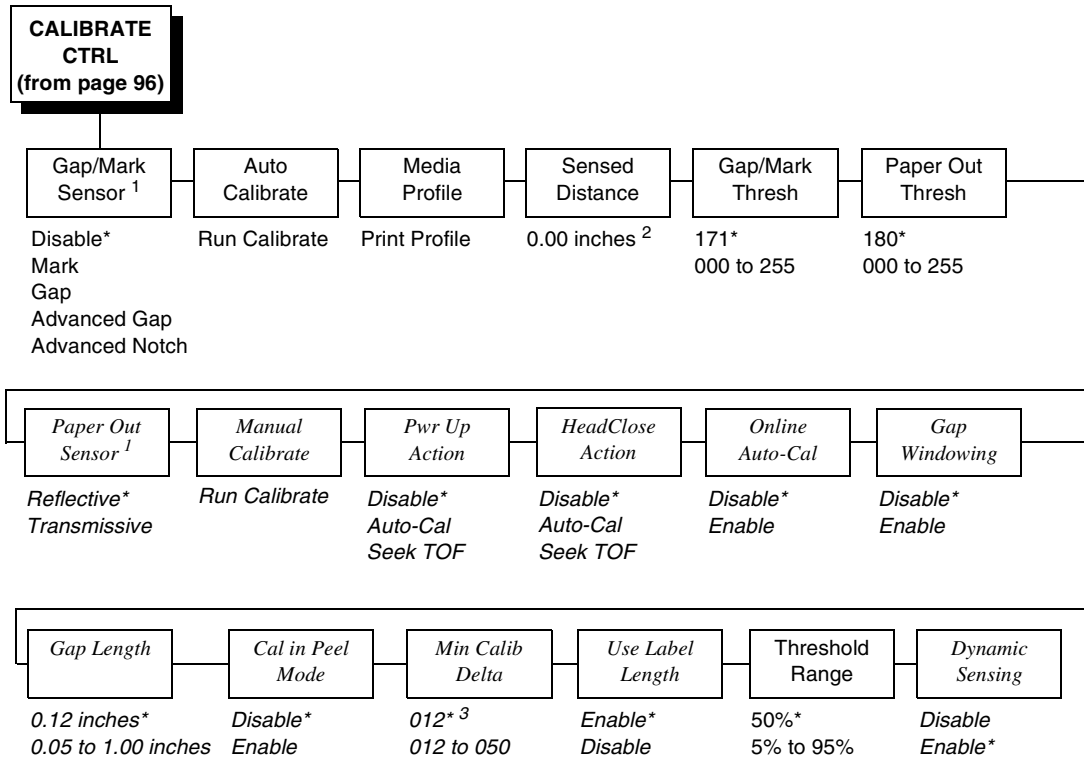 CALIBRATE
CTRL
(from page 96)
Gap/Mark
Sensor 1
Auto
Calibrate
Media
Profile
Sensed
Distance
Gap/Mark
Thresh
Paper Out
Thresh
Disable*
Mark
Gap
Advanced Gap
Advanced Notch
Run Calibrate
Print Profile
0.00 inches 2
171*
000 to 255
180*
000 to 255
Paper Out
Sensor 1
Manual
Calibrate
Pwr Up
Action
HeadClose
Action
Online
Auto-Cal
Gap
Windowing
Reflective*
Transmissive
Run Calibrate
Disable*
Auto-Cal
Seek TOF
Disable*
Auto-Cal
Seek TOF
Disable*
Enable
Disable*
Enable
Gap Length
Cal in Peel
Mode
Min Calib
Delta
Use Label
Length
Threshold
Range
Dynamic
Sensing
0.12 inches*
0.05 to 1.00 inches
Disable*
Enable
012* 3
012 to 050
Enable*
Disable
50%*
5% to 95%
Disable
Enable*